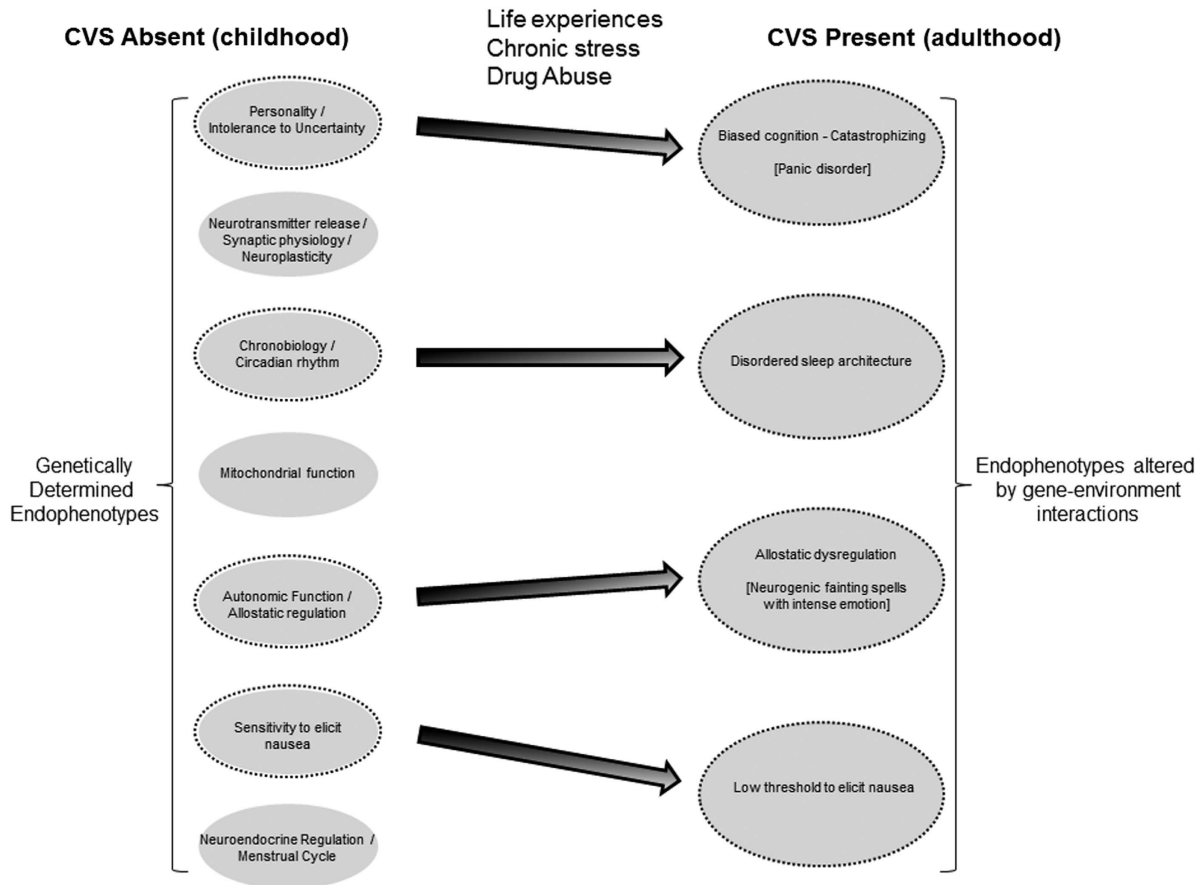 CVS Absent (childhood)
Life experiences
Chronic stress
Drug Abuse
CVS Present (adulthood)
Personality /
Intolerance to Uncertainty
Neurotransmitter release /
Synaptic physiology /
Neuroplasticity
Chronobiology /
Circadian rhythm
Mitochondrial function
Autonomic Function /
Allostatic regulation
Sensitivity to elicit
nausea
Neuroendocrine Regulation /
Menstrual Cycle
Genetically
Determined
Endophenotypes
Biased cognition - Catastrophizing
[Panic disorder]
Disordered sleep architecture
Allostatic dysregulation
[Neurogenic fainting spells
with intense emotion]
Low threshold to elicit nausea
Endophenotypes altered
by gene-environment
interactions